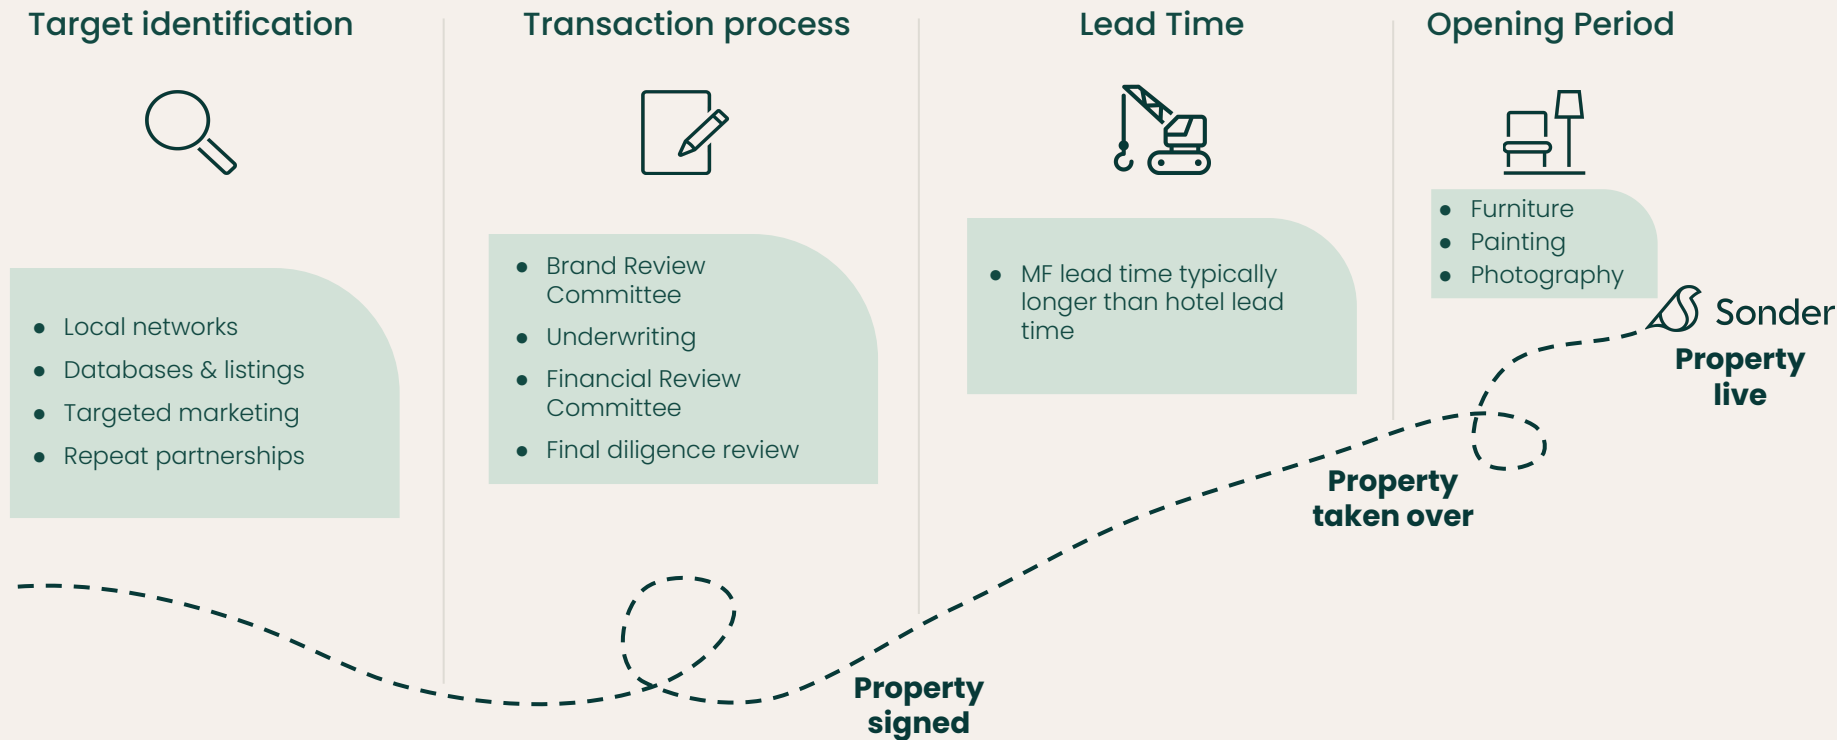 Target identification
Transaction process
Lead Time
Opening Period
Local networks
Databases & listings
Targeted marketing
Repeat partnerships
Brand Review
Committee
Underwriting
Financial Review
Committee
Final diligence review
MF lead time typically
longer than hotel lead
time
Furniture
Painting
Photography
Sonder
Property
live
Property
taken over
Property
signed